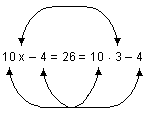 10 x – 4 = 26 = 10 · 3 – 4